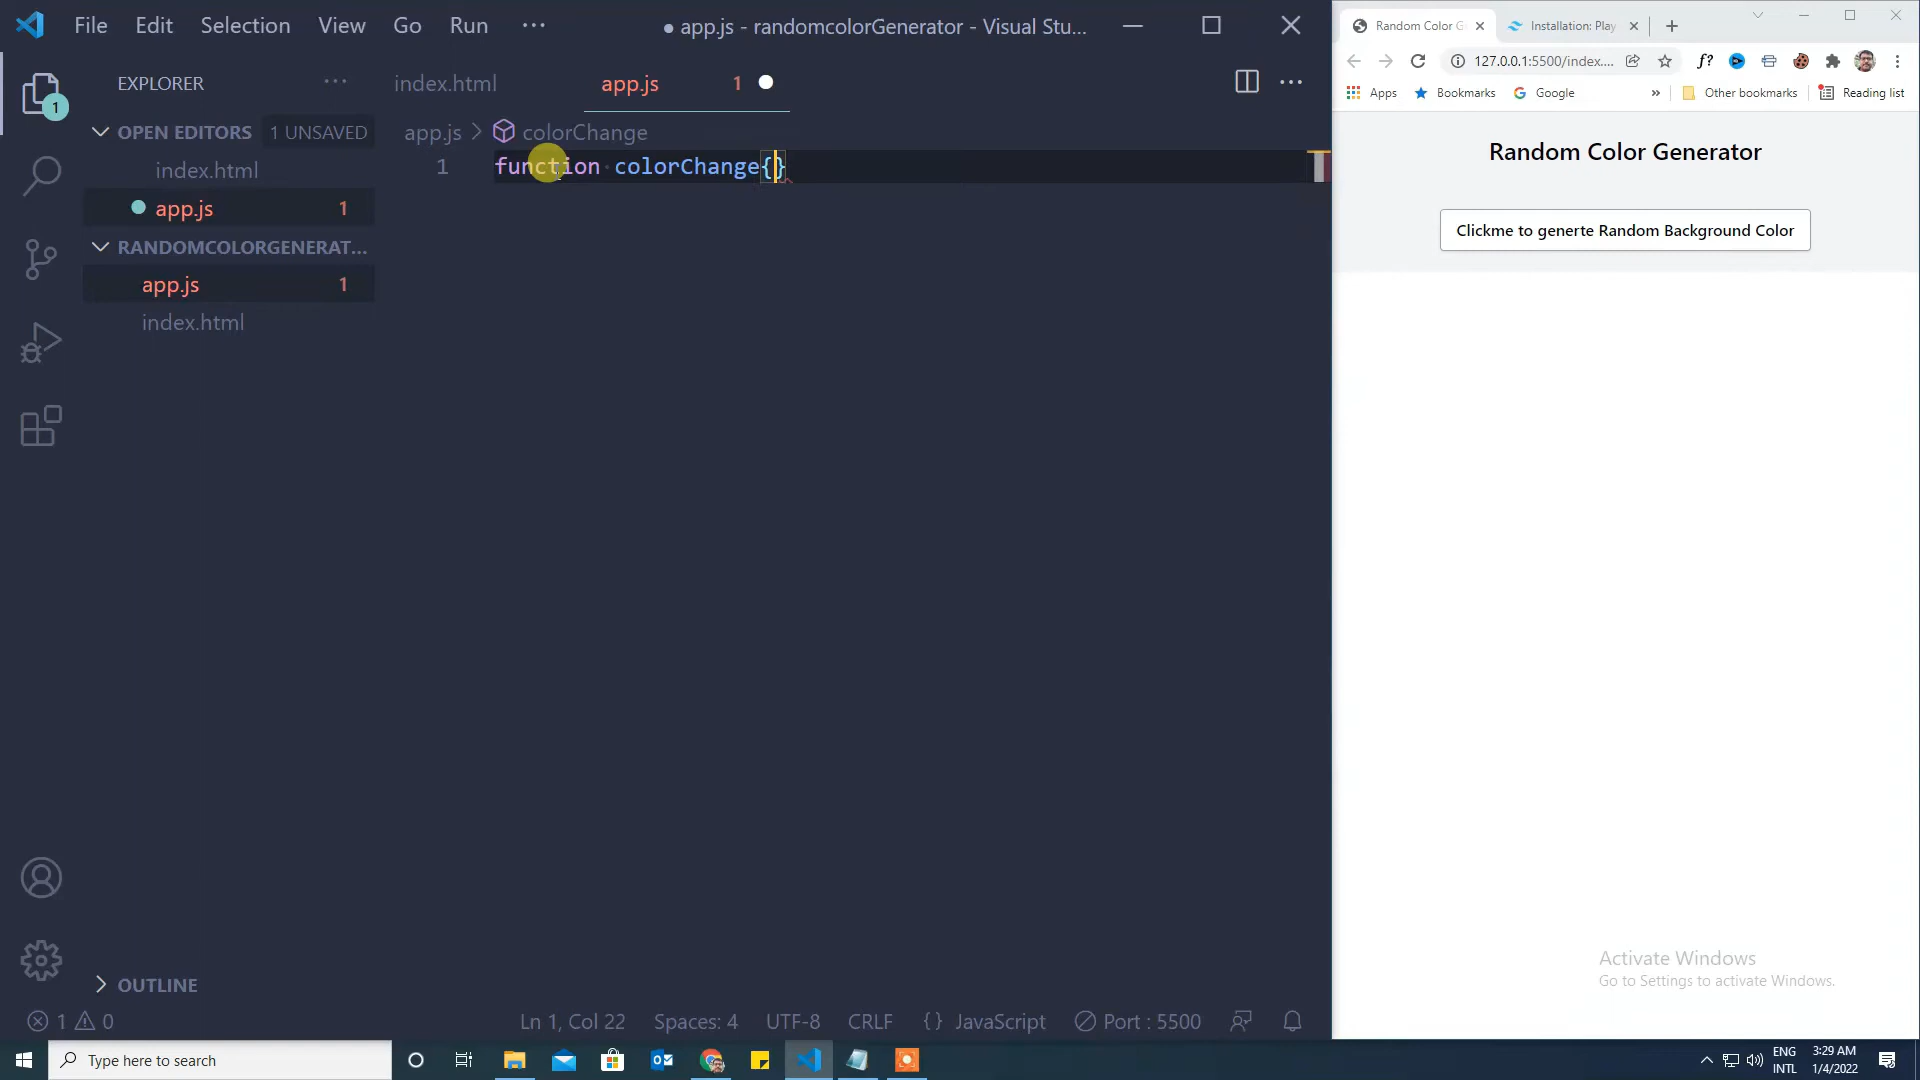 File Edit Selection View Go Run ··· ● app.js - randomcolorGenerator - Visual Stu...
EXPLORER ···
1
OPEN EDITORS 1 UNSAVED
index.html
app.js 1
RANDOMCOLORGENERAT...
app.js 1
index.html
OUTLINE
index.html app.js 1
app.js > colorChange
1 function colorChange{}
1 0 Ln 1, Col 22 Spaces: 4 UTF-8 CRLF {} JavaScript Port : 5500
Random Color G Installation: Play
127.0.0.1:5500/index.... f?
Apps Bookmarks Google » Other bookmarks Reading list
Random Color Generator
Clickme to generte Random Background Color
Activate Windows
Go to Settings to activate Windows.
Type here to search
ENG
INTL
3:29 AM
1/4/2022